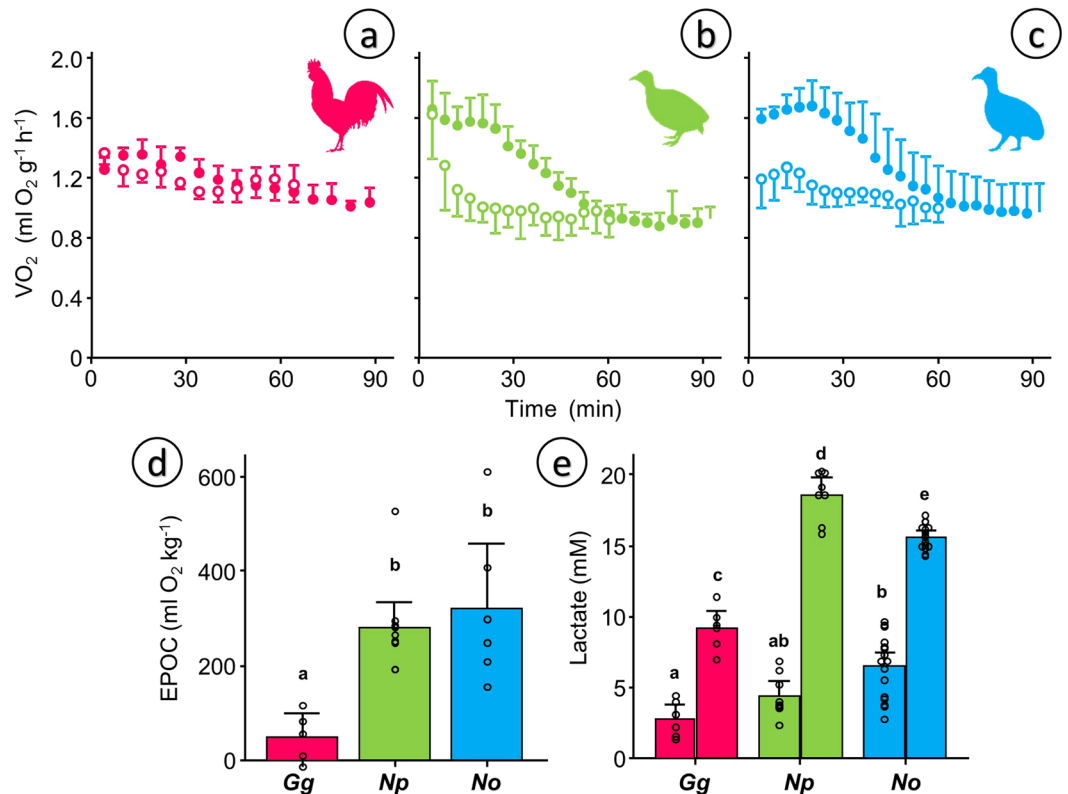 a
b
c
2.0
1.6
1.2
0.8
0.4
0
VO2 (ml O2 g-1 h-1)
0 30 60 90
0 30 60 90
0 30 60 90
Time (min)
d
600
400
200
0
EPOC (ml O2 kg-1)
a
b
b
Gg Np No
e
20
15
10
5
0
Lactate (mM)
a
c
ab
d
b
e
Gg Np No